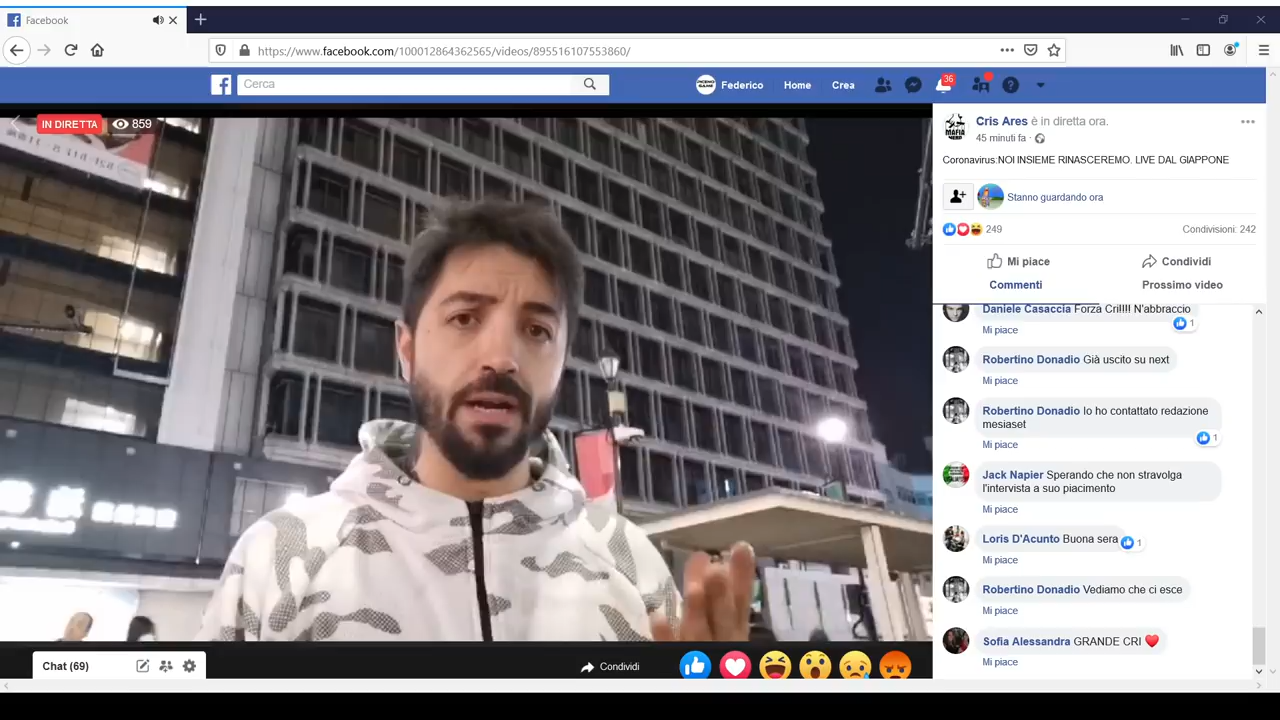 Facebook
https://www.facebook.com/100012864362565/videos/895516107553860/
Cerca
Federico
Home
Crea
36
IN DIRETTA
859
Cris Ares è in diretta ora.
45 minuti fa ·
Coronavirus:NOI INSIEME RINASCEREMO. LIVE DAL GIAPPONE
Stanno guardando ora
249
Condivisioni: 242
Mi piace
Condividi
Commenti
Prossimo video
Daniele Casaccia Forza Cri!!!! N'abbraccio
1
Mi piace
Robertino Donadio Già uscito su next
Mi piace
Robertino Donadio Io ho contattato redazione
mesiaset
1
Mi piace
Jack Napier Sperando che non stravolga
l'intervista a suo piacimento
Mi piace
Loris D'Acunto Buona sera
1
Mi piace
Robertino Donadio Vediamo che ci esce
Mi piace
Sofia Alessandra GRANDE CRI
Mi piace
Chat (69)
Condividi
MAFIA